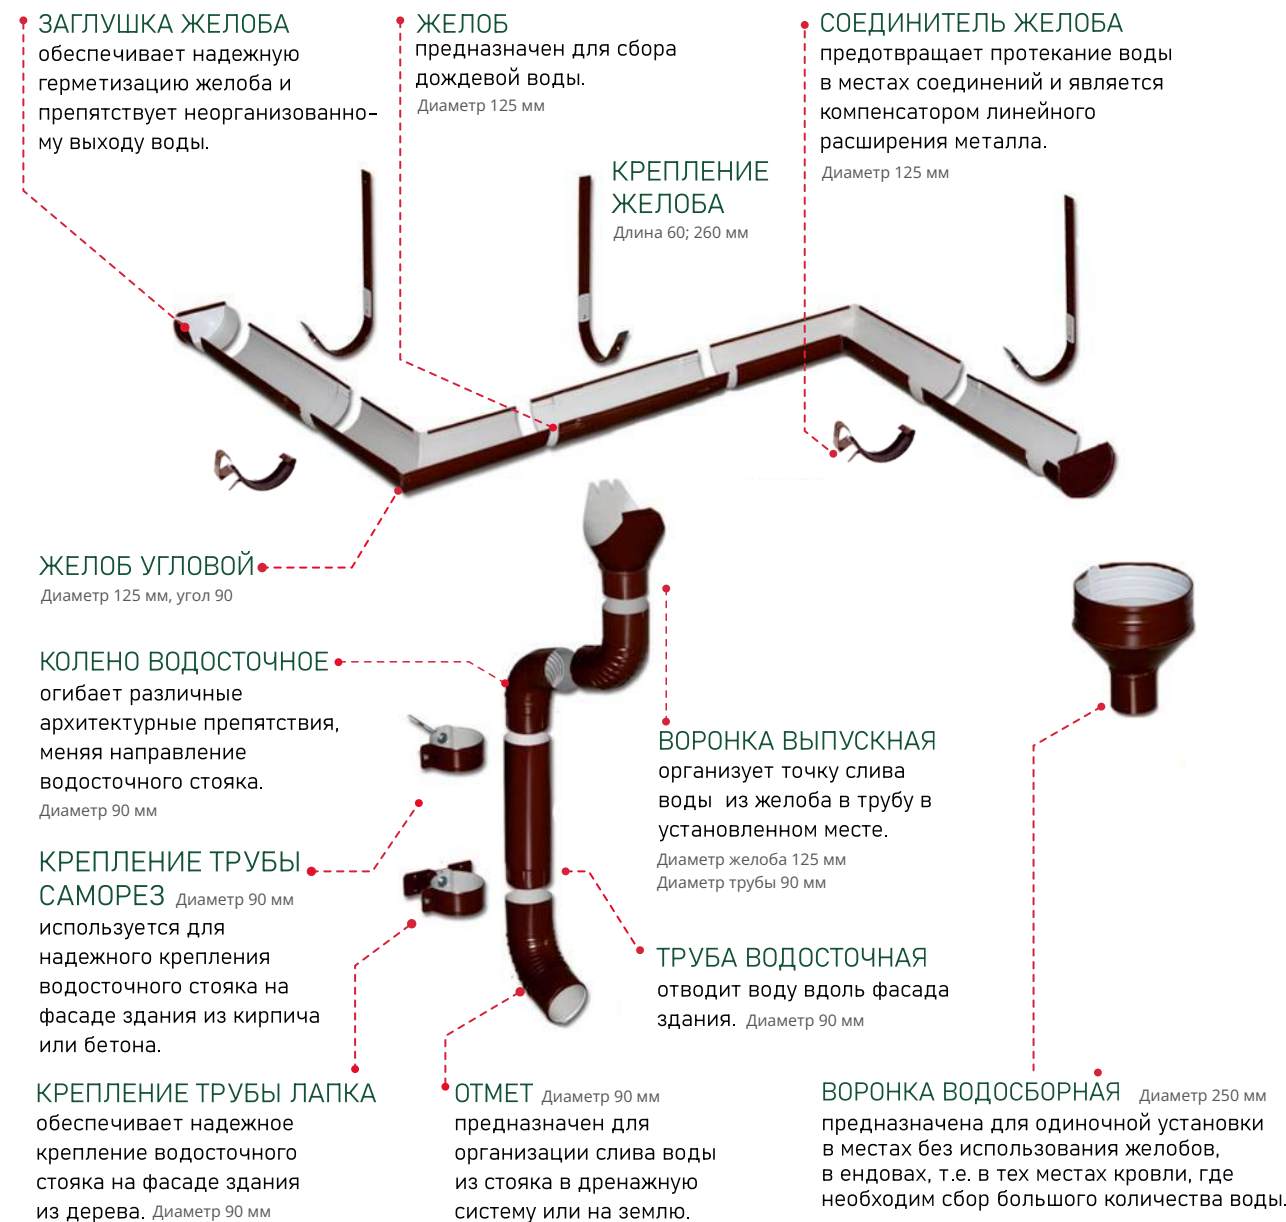 ЗАГЛУШКА ЖЕЛОБА
обеспечивает надежную
герметизацию желоба и
препятствует неорганизованно-
му выходу воды.
ЖЕЛОБ
предназначен для сбора
дождевой воды.
Диаметр 125 мм
СОЕДИНИТЕЛЬ ЖЕЛОБА
предотвращает протекание воды
в местах соединений и является
компенсатором линейного
расширения металла.
Диаметр 125 мм
КРЕПЛЕНИЕ
ЖЕЛОБА
Длина 60; 260 мм
ЖЕЛОБ УГЛОВОЙ
Диаметр 125 мм, угол 90
КОЛЕНО ВОДОСТОЧНОЕ
огибает различные
архитектурные препятствия,
меняя направление
водосточного стояка.
Диаметр 90 мм
ВОРОНКА ВЫПУСКНАЯ
организует точку слива
воды из желоба в трубу в
установленном месте.
Диаметр желоба 125 мм
Диаметр трубы 90 мм
КРЕПЛЕНИЕ ТРУБЫ
САМОРЕЗ Диаметр 90 мм
используется для
надежного крепления
водосточного стояка на
фасаде здания из кирпича
или бетона.
ТРУБА ВОДОСТОЧНАЯ
отводит воду вдоль фасада
здания. Диаметр 90 мм
КРЕПЛЕНИЕ ТРУБЫ ЛАПКА
обеспечивает надежное
крепление водосточного
стояка на фасаде здания
из дерева. Диаметр 90 мм
ОТМЕТ Диаметр 90 мм
предназначен для
организации слива воды
из стояка в дренажную
систему или на землю.
ВОРОНКА ВОДОСБОРНАЯ Диаметр 250 мм
предназначена для одиночной установки
в местах без использования желобов,
в ендовах, т.е. в тех местах кровли, где
необходим сбор большого количества воды.